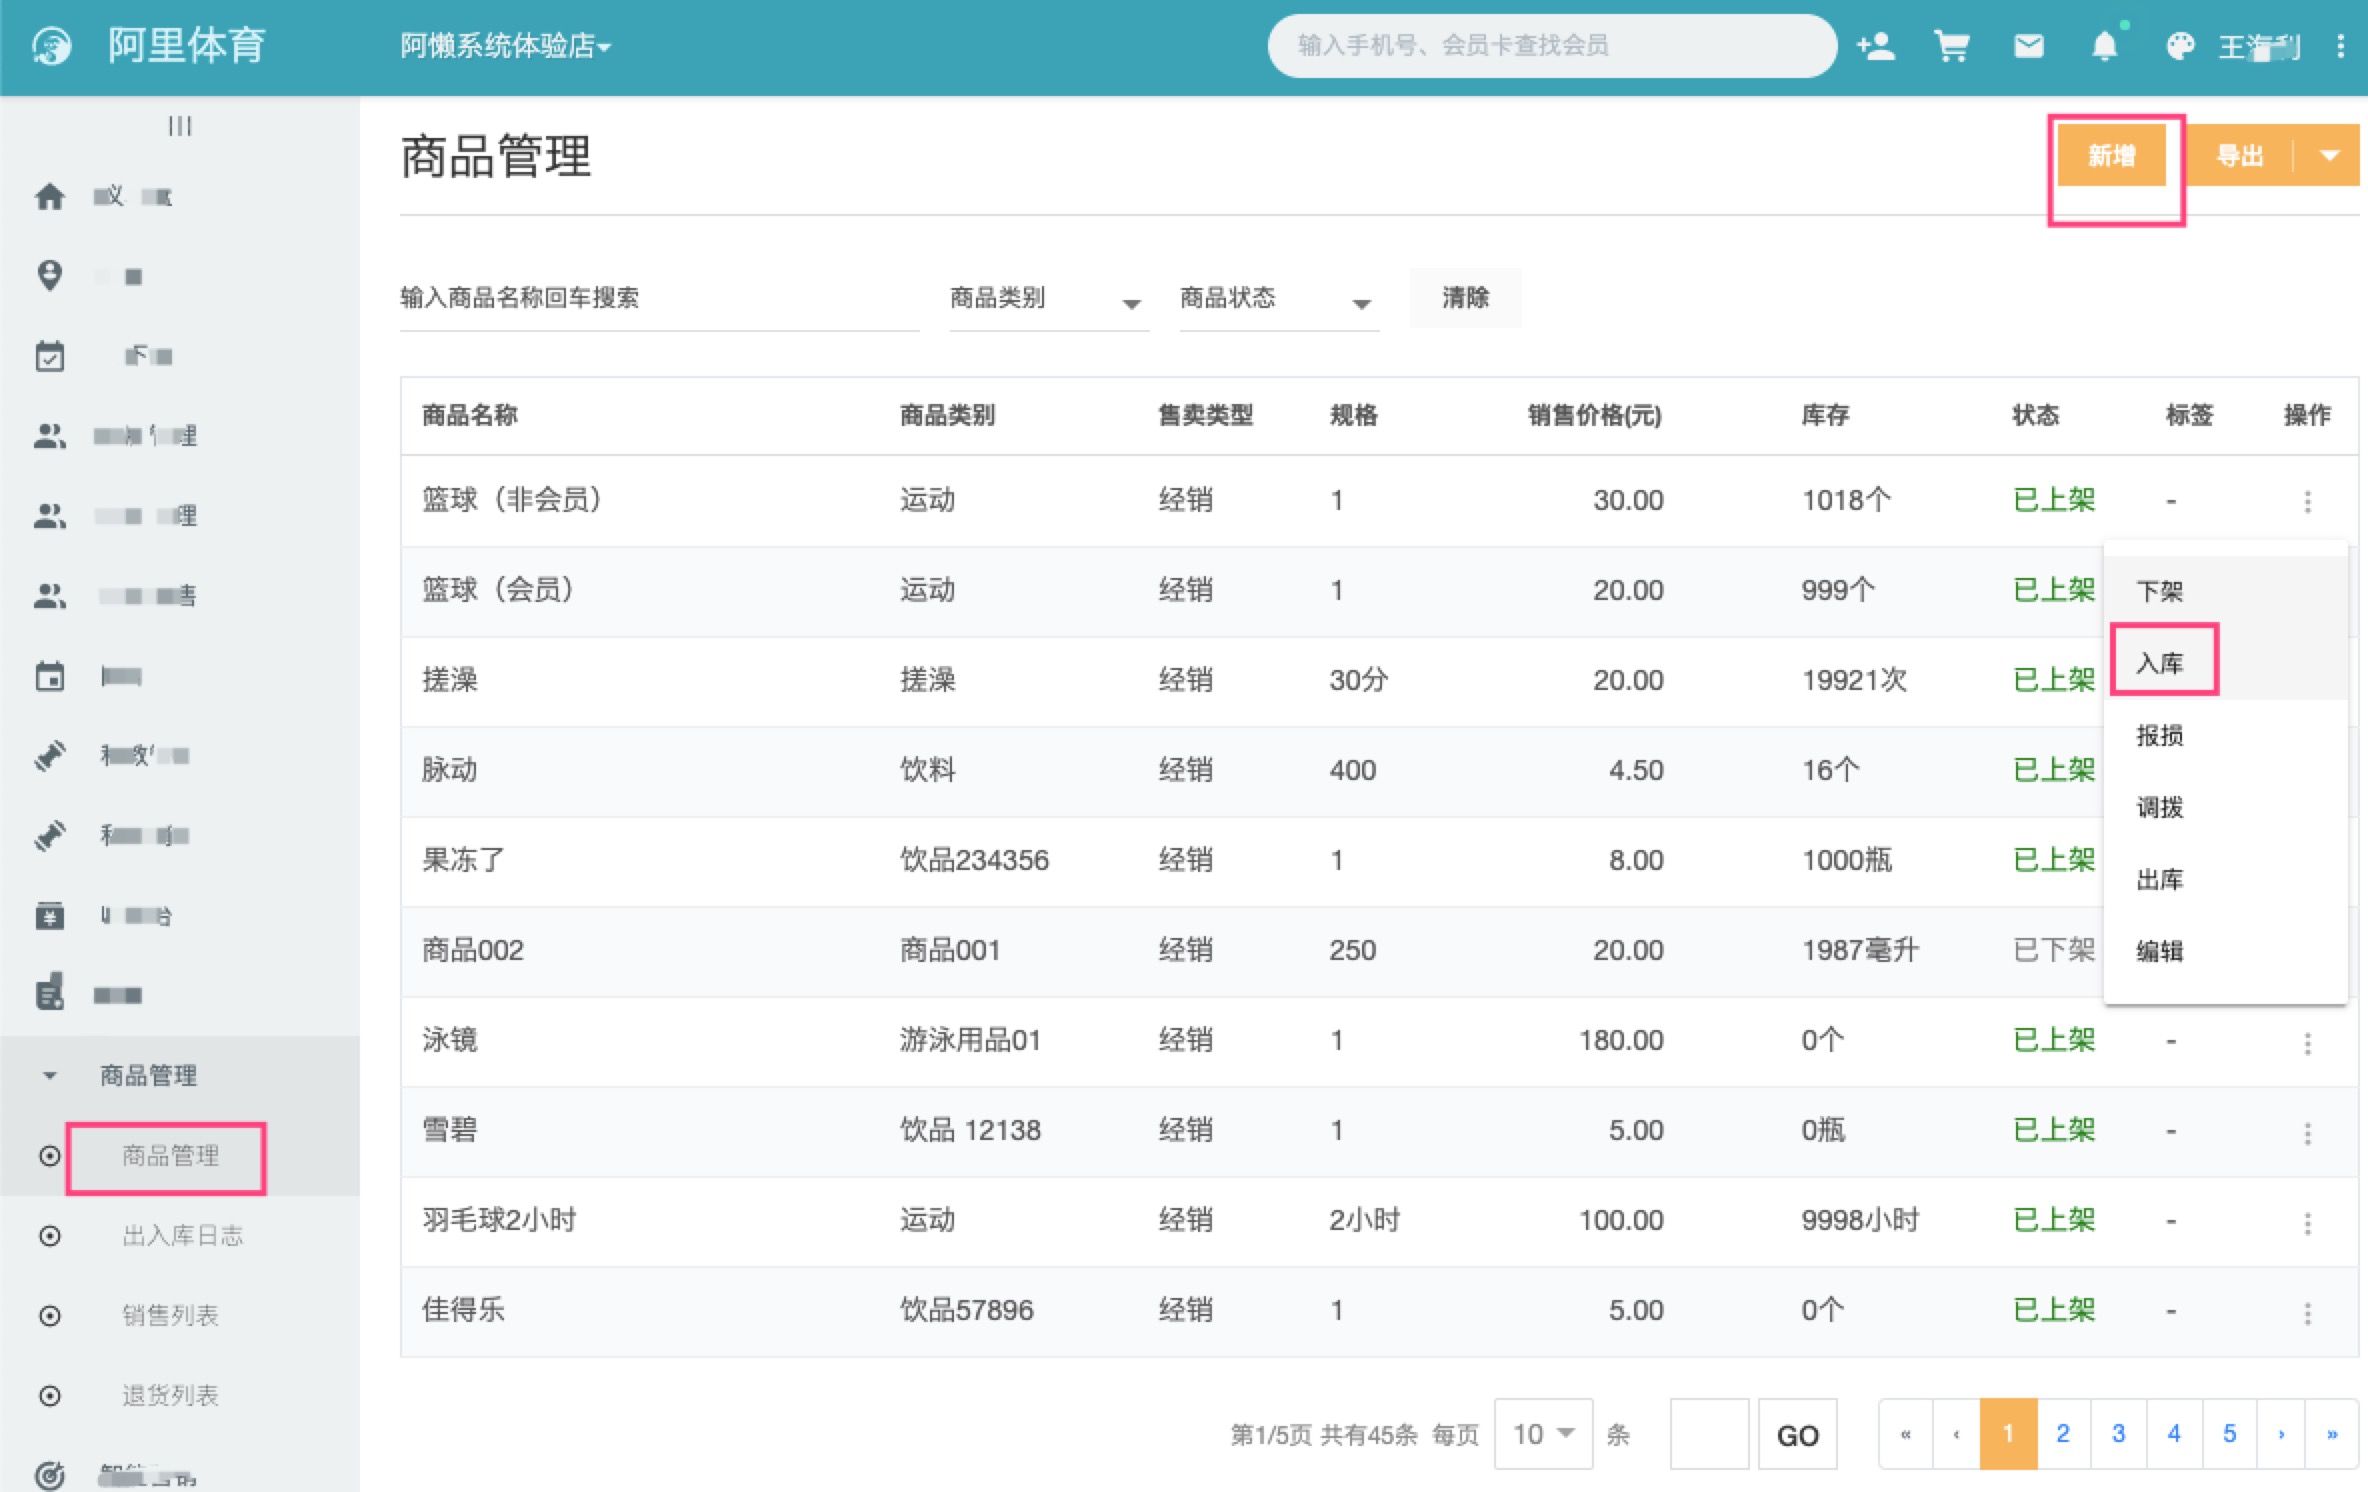 阿里体育
阿懒系统体验店
输入手机号、会员卡查找会员
商品管理
新增
导出
输入商品名称回车搜索
商品类别
商品状态
清除
商品名称 商品类别 售卖类型 规格 销售价格(元) 库存 状态 标签 操作
篮球（非会员） 运动 经销 1 30.00 1018个 已上架 -
篮球（会员） 运动 经销 1 20.00 999个 已上架
搓澡 搓澡 经销 30分 20.00 19921次 已上架
脉动 饮料 经销 400 4.50 16个 已上架
果冻了 饮品234356 经销 1 8.00 1000瓶 已上架
商品002 商品001 经销 250 20.00 1987毫升 已下架
泳镜 游泳用品01 经销 1 180.00 0个 已上架 -
雪碧 饮品 12138 经销 1 5.00 0瓶 已上架 -
羽毛球2小时 运动 经销 2小时 100.00 9998小时 已上架 -
佳得乐 饮品57896 经销 1 5.00 0个 已上架 -
下架
入库
报损
调拨
出库
编辑
商品管理
商品管理
出入库日志
销售列表
退货列表
第1/5页 共有45条 每页 10 条 GO « ‹ 1 2 3 4 5 › »